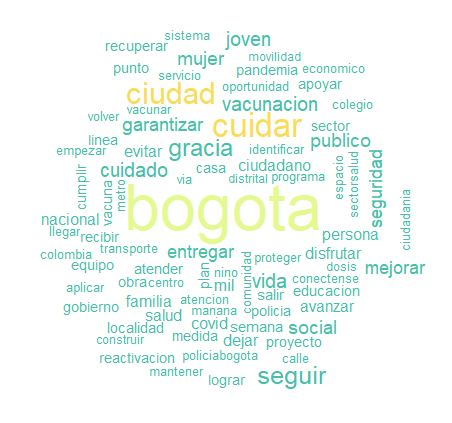 sistema
recuperar
joven
mujer
movilidad
punto
pandemia
economico
servicio
ciudad
oportunidad
apoyar
vacunar
vacunacion
colegio
volver
garantizar
cuidar
sector
linea
publico
empezar
evitar
gracia
identificar
cuidado
casa
ciudadano
espacio
sectorsalud
seguridad
cumplir
vacuna
metro
via
distrital
programa
bogota
ciudadania
nacional
llegar
recibir
persona
colombia
transporte
entregar
proteger
disfrutar
equipo
atender
plan
nino
comunidad
dosis
mejorar
aplicar
obra
centro
mil
vida
conectense
gobierno
familia
atencion
salir
educacion
manana
policia
avanzar
salud
localidad
covid
semana
social
construir
medida
dejar
proyecto
reactivacion
policiabogota
calle
mantener
lograr
seguir